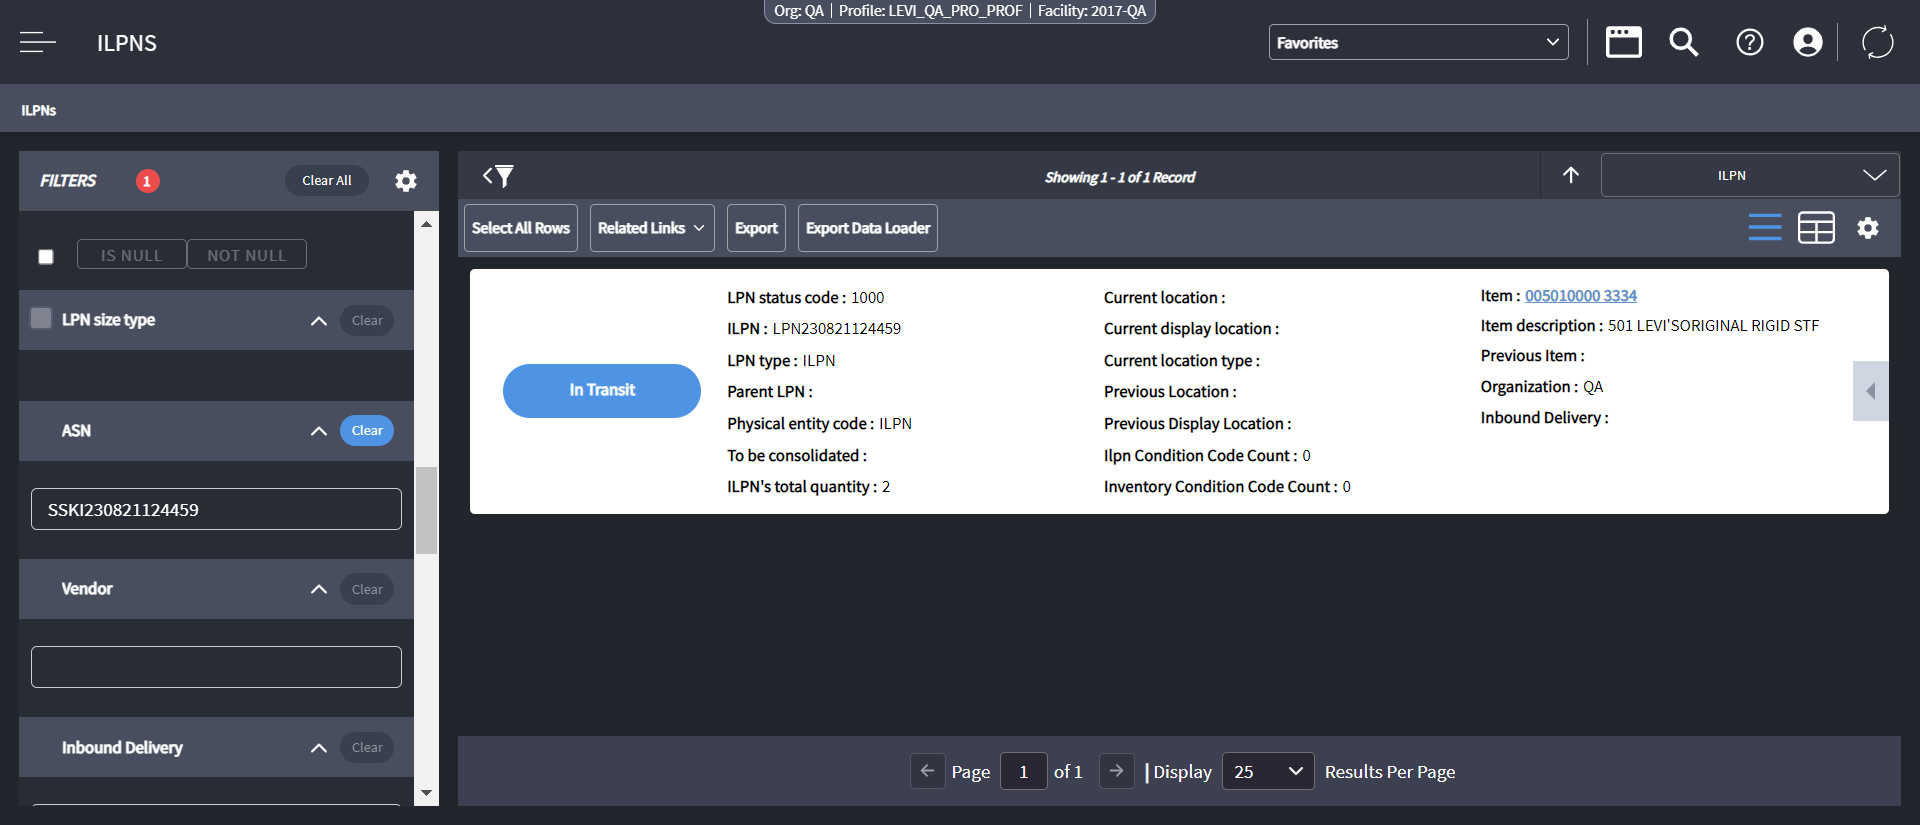 Org: QA | Profile: LEVI_QA_PRO_PROF | Facility: 2017-QA
ILPNS
Favorites
ILPNs
FILTERS 1 Clear All
IS NULL NOT NULL
LPN size type Clear
ASN Clear
SSKI230821124459
Vendor Clear
Inbound Delivery Clear
Showing 1 - 1 of 1 Record
ILPN
Select All Rows Related Links Export Export Data Loader
In Transit
LPN status code : 1000
ILPN : LPN230821124459
LPN type : ILPN
Parent LPN :
Physical entity code : ILPN
To be consolidated :
ILPN's total quantity : 2
Current location :
Current display location :
Current location type :
Previous Location :
Previous Display Location :
Ilpn Condition Code Count : 0
Inventory Condition Code Count : 0
Item : 005010000 3334
Item description : 501 LEVI'SORIGINAL RIGID STF
Previous Item :
Organization : QA
Inbound Delivery :
Page 1 of 1 | Display 25 Results Per Page